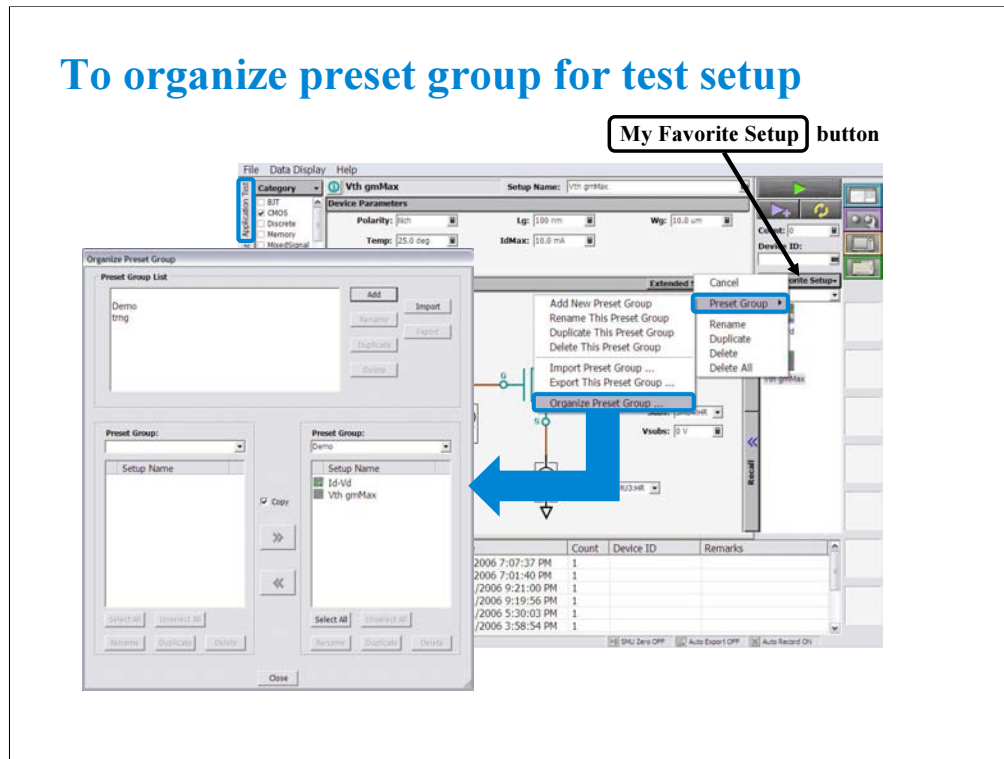 To organize preset group for test setup
My Favorite Setup button
File Data Display Help
Application Test
Category
BJT
CMOS
Discrete
Memory
MixedSignal
Vth gmMax
Setup Name: Vth gmMax
Device Parameters
Polarity: Nch
Lg: 100 nm
Wg: 10.0 um
Temp: 25.0 deg
IdMax: 10.0 mA
Count: 0
Device ID:
Extended
Setup
Cancel
Preset Group
Rename
Duplicate
Delete
Delete All
Vth gmMax
Add New Preset Group
Rename This Preset Group
Duplicate This Preset Group
Delete This Preset Group
Import Preset Group ...
Export This Preset Group ...
Organize Preset Group ...
G
S
Vsubs: 0 V
SMU3:HR
Recall
Organize Preset Group
Preset Group List
Demo
trng
Add
Rename
Duplicate
Delete
Import
Export
Preset Group:
Setup Name
Copy
Select All Unselect All
Rename Duplicate Delete
Preset Group:
Demo
Setup Name
Id-Vd
Vth gmMax
Select All Unselect All
Rename Duplicate Delete
Close
Count Device ID Remarks
2006 7:07:37 PM 1
2006 7:01:40 PM 1
/2006 9:21:00 PM 1
/2006 9:19:56 PM 1
/2006 5:30:03 PM 1
/2006 3:58:54 PM 1
SMU Zero OFF Auto Export OFF Auto Record ON